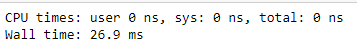 CPU times: user 0 ns, sys: 0 ns, total: 0 ns
Wall time: 26.9 ms